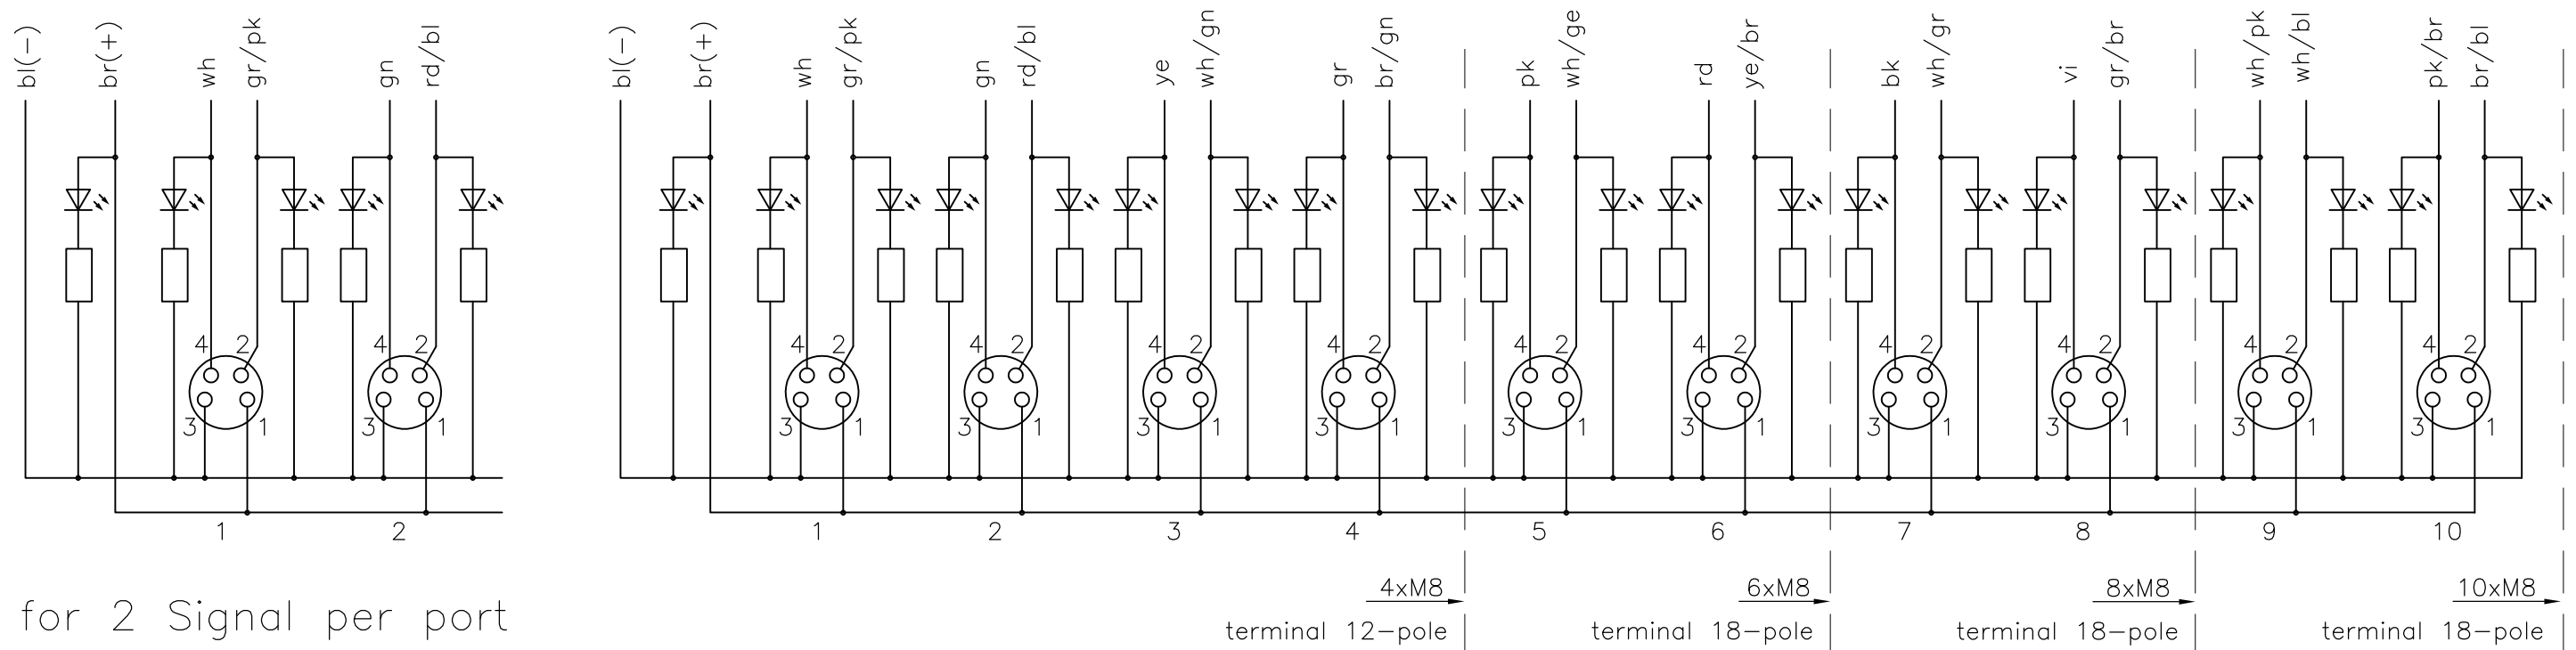 bl(-) br(+) wh gr/pk gn rd/bl
4 2 4 2
3 1 3 1
1 2
for 2 Signal per port
bl(-) br(+) wh gr/pk gn rd/bl ye wh/gn gr br/gn pk wh/ge rd ye/br bk wh/gr vi gr/br wh/pk wh/bl pk/br br/bl
4 2 4 2 4 2 4 2 4 2 4 2 4 2 4 2 4 2 4 2
3 1 3 1 3 1 3 1 3 1 3 1 3 1 3 1 3 1 3 1
1 2 3 4 5 6 7 8 9 10
4xM8 6xM8 8xM8 10xM8
terminal 12-pole terminal 18-pole terminal 18-pole terminal 18-pole